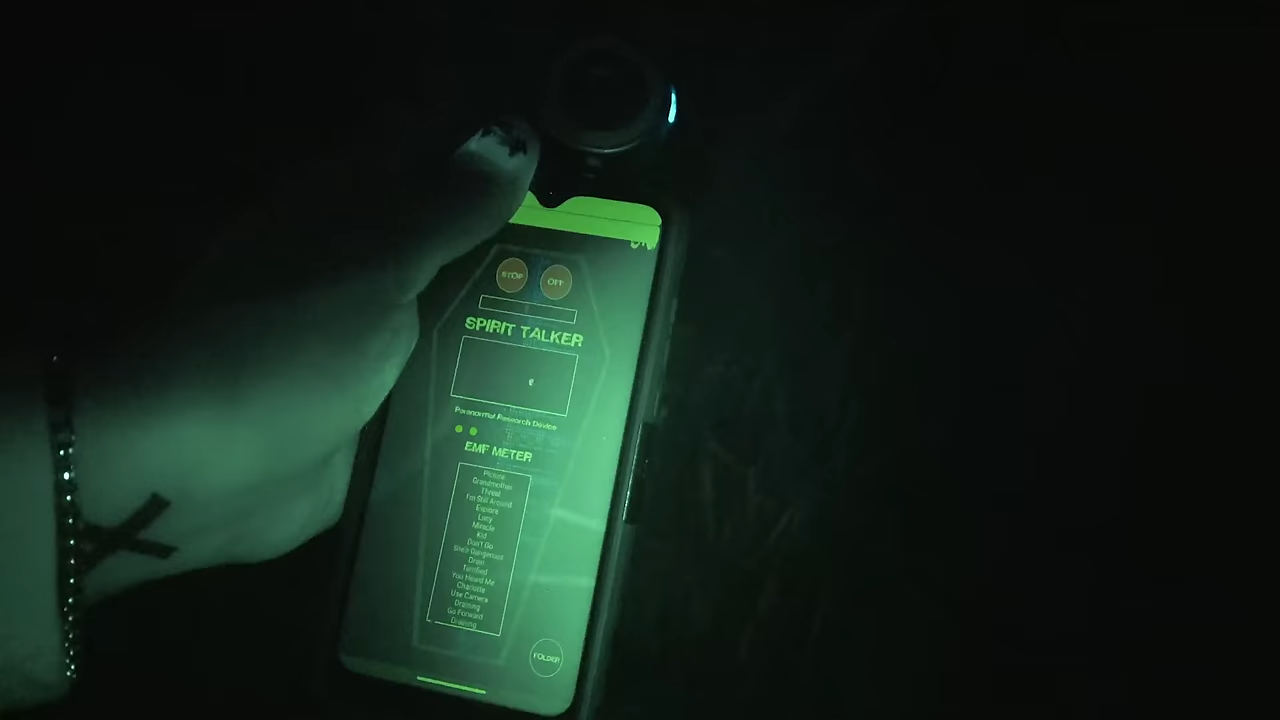 STOP OFF
SPIRIT TALKER
Paranormal Research Device
EMF METER
Picture
Grandmother
Threat
I'm Still Around
Explore
Lucy
Miracle
Kid
Don't Go
She's Dangerous
Drain
Terrified
You Heard Me
Charlotte
Use Camera
Draining
Go Forward
Draining
FOLDER